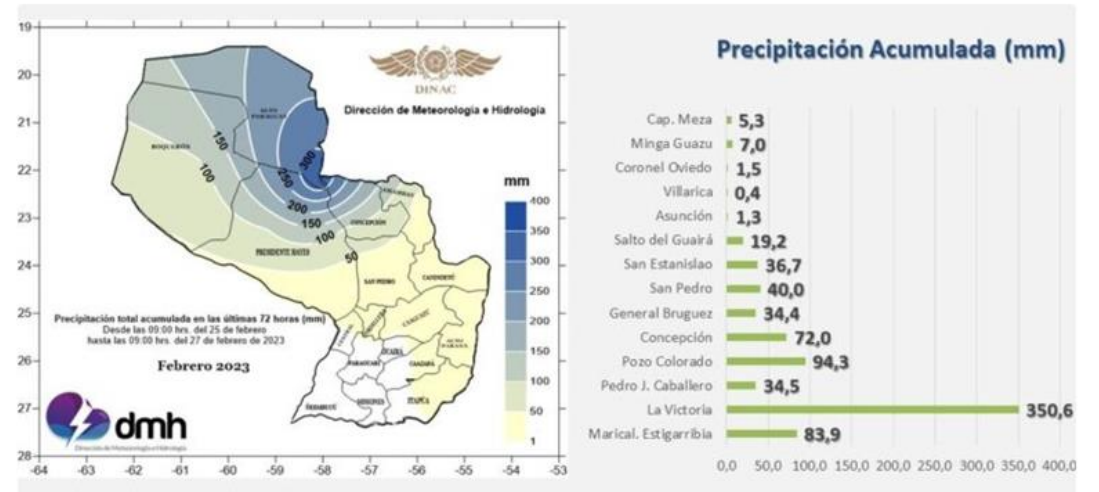 19
20
21
22
23
24
25
26
27
28
-64
-63
-62
-61
-60
-59
-58
-57
-56
-55
-54
-53
DINAC
Dirección de Meteorología e Hidrología
ALTO
PARAGUAY
BOQUERÓN
150
100
300
250
200
150
100
50
AMAMBAY
CONCEPCIÓN
PRESIDENTE HAYES
SAN PEDRO
CANINDEYÚ
CAAGUAZÚ
ALTO
PARANÁ
CENTRAL
GUAIRÁ
PARAGUARÍ
CAAZAPÁ
MISIONES
ITAPÚA
ÑEEMBUCÚ
mm
400
350
300
250
200
150
100
50
1
Precipitación total acumulada en las últimas 72 horas (mm)
Desde las 09:00 hrs. del 25 de febrero
hasta las 09:00 hrs. del 27 de febrero de 2023
Febrero 2023
dmh
Dirección de Meteorología e Hidrología
Precipitación Acumulada (mm)
Cap. Meza 5,3
Minga Guazu 7,0
Coronel Oviedo 1,5
Villarica 0,4
Asunción 1,3
Salto del Guairá 19,2
San Estanislao 36,7
San Pedro 40,0
General Bruguez 34,4
Concepción 72,0
Pozo Colorado 94,3
Pedro J. Caballero 34,5
La Victoria 350,6
Marical. Estigarribia 83,9
0,0 50,0 100,0 150,0 200,0 250,0 300,0 350,0 400,0